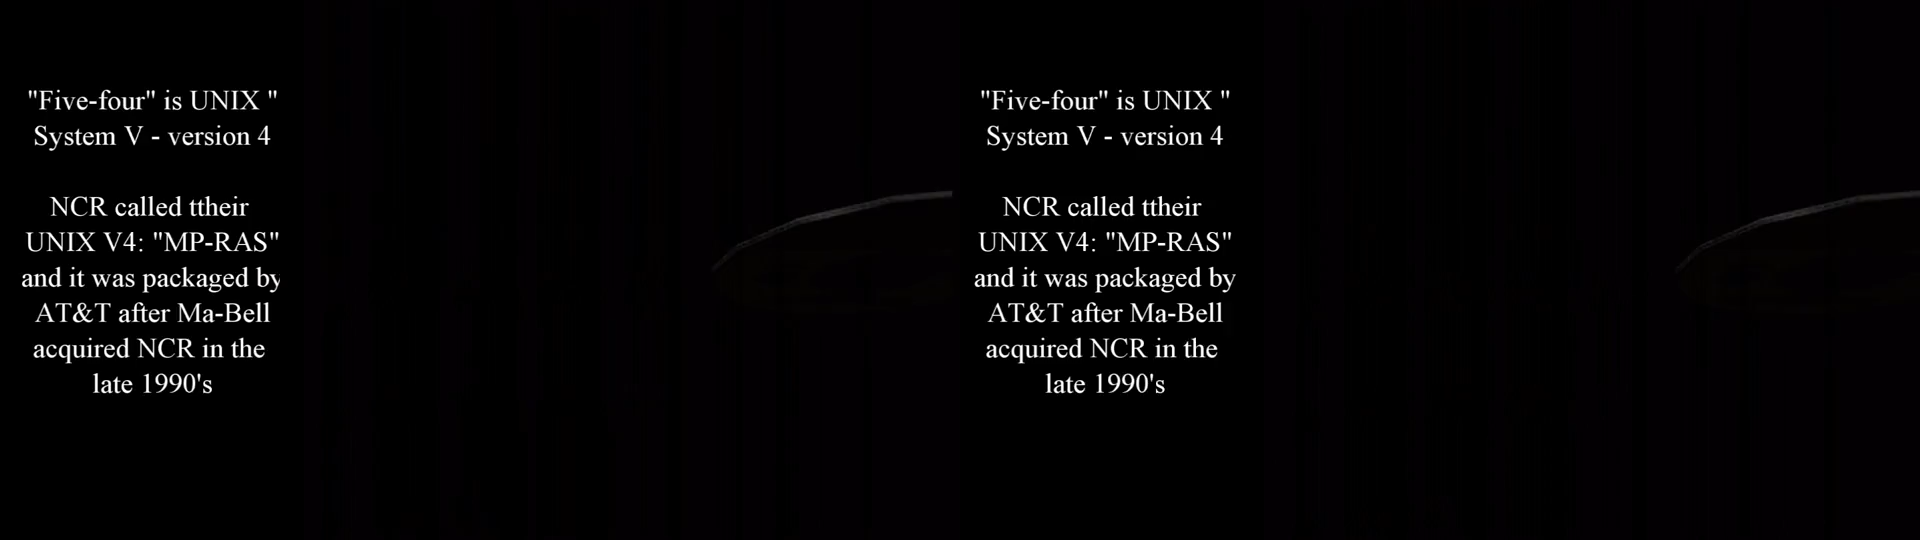 "Five-four" is UNIX "
System V - version 4
NCR called ttheir
UNIX V4: "MP-RAS"
and it was packaged by
AT&T after Ma-Bell
acquired NCR in the
late 1990's
"Five-four" is UNIX "
System V - version 4
NCR called ttheir
UNIX V4: "MP-RAS"
and it was packaged by
AT&T after Ma-Bell
acquired NCR in the
late 1990's